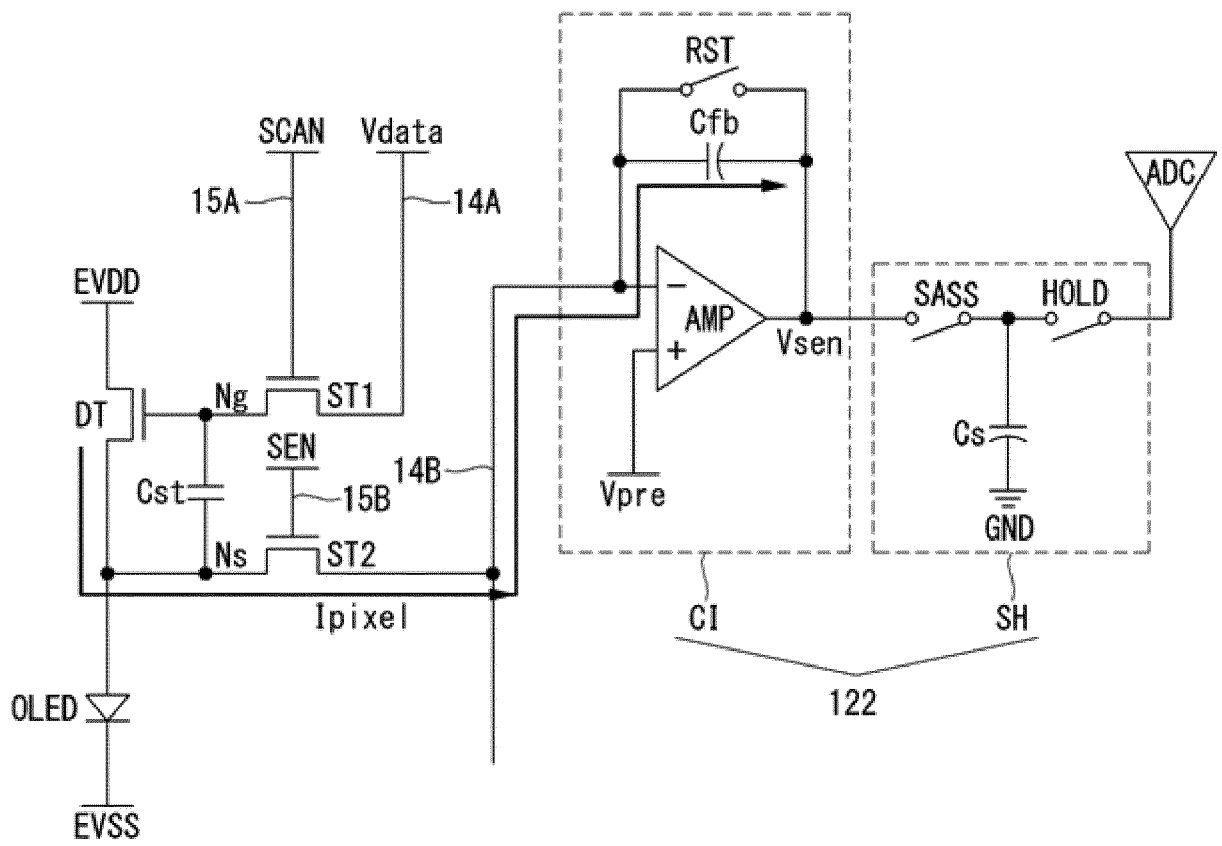 RST
Cfb
SCAN
Vdata
15A
14A
ADC
EVDD
SASS
HOLD
AMP
Vsen
DT
Ng
ST1
SEN
14B
Cs
Cst
15B
Vpre
GND
Ns
ST2
Ipixel
CI
SH
OLED
122
EVSS